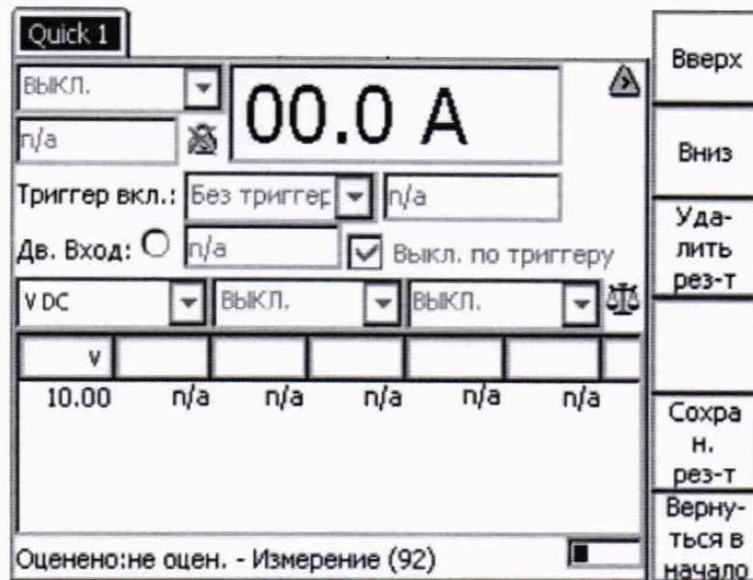 Quick 1
ВЫКЛ.
00.0 A
n/a
Триггер вкл.: Без триггер n/a
Дв. Вход: n/a Выкл. по триггеру
V DC ВЫКЛ. ВЫКЛ.
V
10.00 n/a n/a n/a n/a n/a
Оценено:не оцен. - Измерение (92)
Вверх
Вниз
Уда-
лить
рез-т
Сохра
н.
рез-т
Верну-
ться в
начало